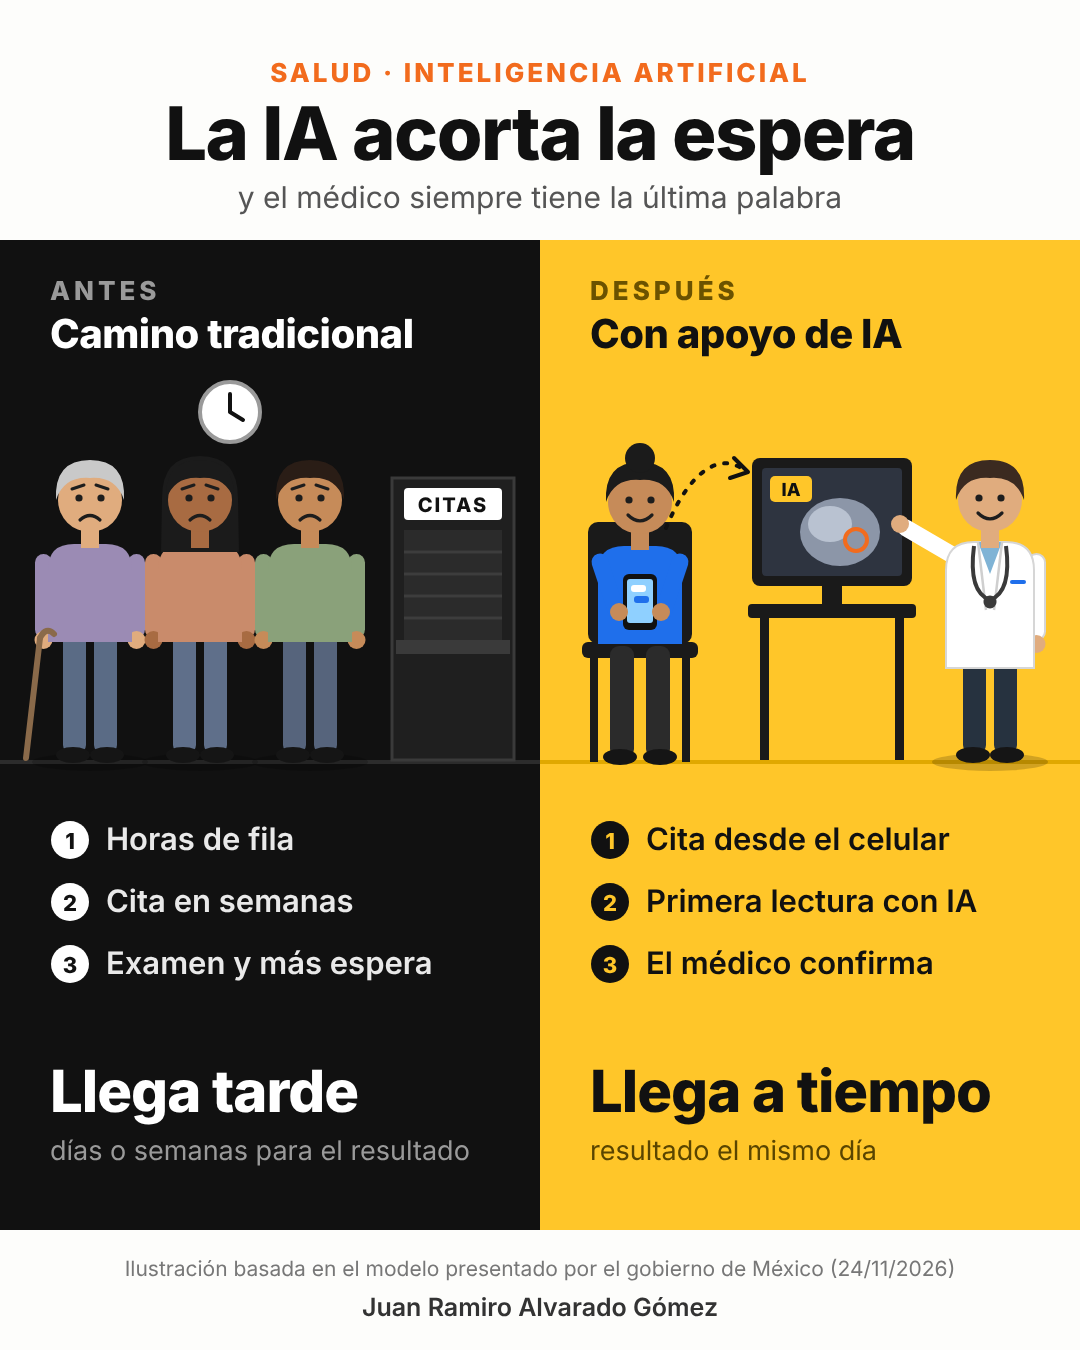 SALUD · INTELIGENCIA ARTIFICIAL
La IA acorta la espera
y el médico siempre tiene la última palabra
ANTES
Camino tradicional
CITAS
1 Horas de fila
2 Cita en semanas
3 Examen y más espera
Llega tarde
días o semanas para el resultado
DESPUÉS
Con apoyo de IA
IA
1 Cita desde el celular
2 Primera lectura con IA
3 El médico confirma
Llega a tiempo
resultado el mismo día
Ilustración basada en el modelo presentado por el gobierno de México (24/11/2026)
Juan Ramiro Alvarado Gómez